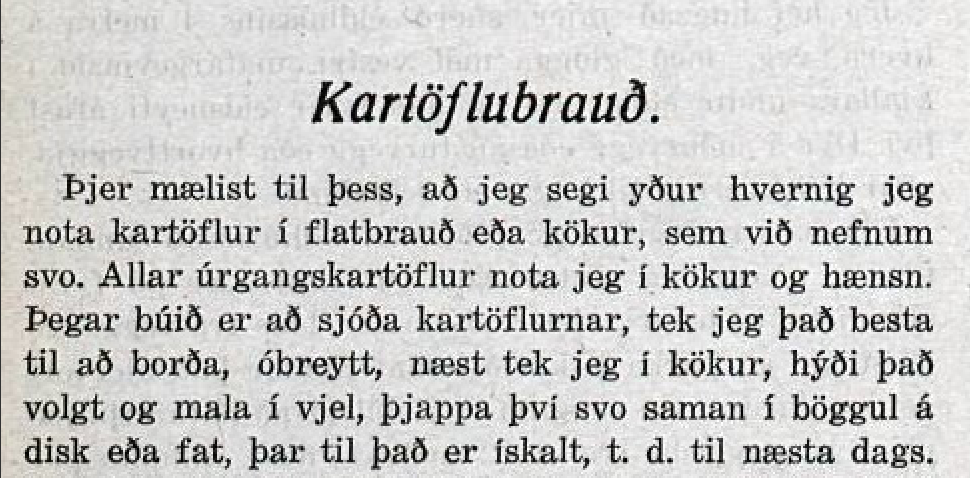 Kartöflubrauð.
Þjer mælist til þess, að jeg segi yður hvernig jeg
nota kartöflur í flatbrauð eða kökur, sem við nefnum
svo. Allar úrgangskartöflur nota jeg í kökur og hænsn.
Þegar búið er að sjóða kartöflurnar, tek jeg það besta
til að borða, óbreytt, næst tek jeg í kökur, hýði það
volgt og mala í vjel, þjappa því svo saman í böggul á
disk eða fat, þar til það er ískalt, t. d. til næsta dags.